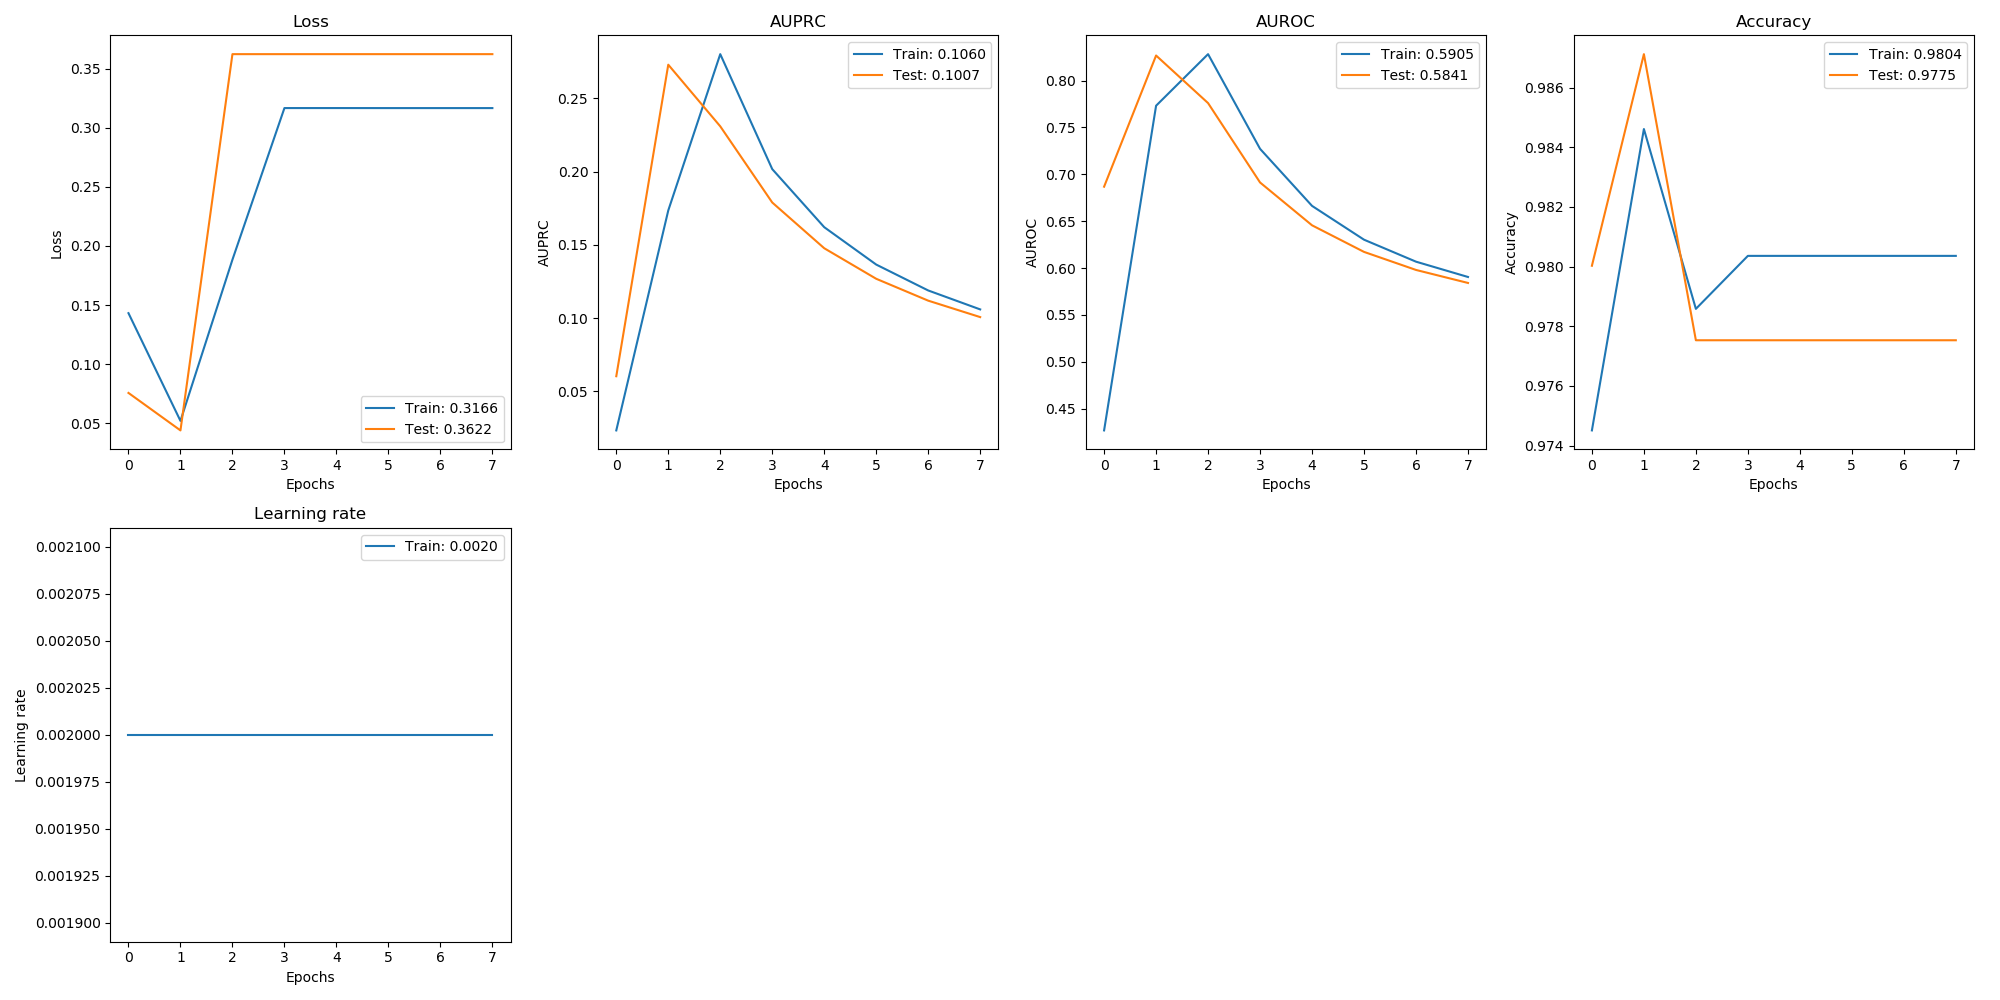 Loss
0.35
0.30
0.25
0.20
0.15
0.10
0.05
Loss
Train: 0.3166
Test: 0.3622
0 1 2 3 4 5 6 7
Epochs
AUPRC
0.25
0.20
0.15
0.10
0.05
AUPRC
Train: 0.1060
Test: 0.1007
0 1 2 3 4 5 6 7
Epochs
AUROC
0.80
0.75
0.70
0.65
0.60
0.55
0.50
0.45
AUROC
Train: 0.5905
Test: 0.5841
0 1 2 3 4 5 6 7
Epochs
Accuracy
0.986
0.984
0.982
0.980
0.978
0.976
0.974
Accuracy
Train: 0.9804
Test: 0.9775
0 1 2 3 4 5 6 7
Epochs
Learning rate
0.002100
0.002075
0.002050
0.002025
0.002000
0.001975
0.001950
0.001925
0.001900
Learning rate
Train: 0.0020
0 1 2 3 4 5 6 7
Epochs